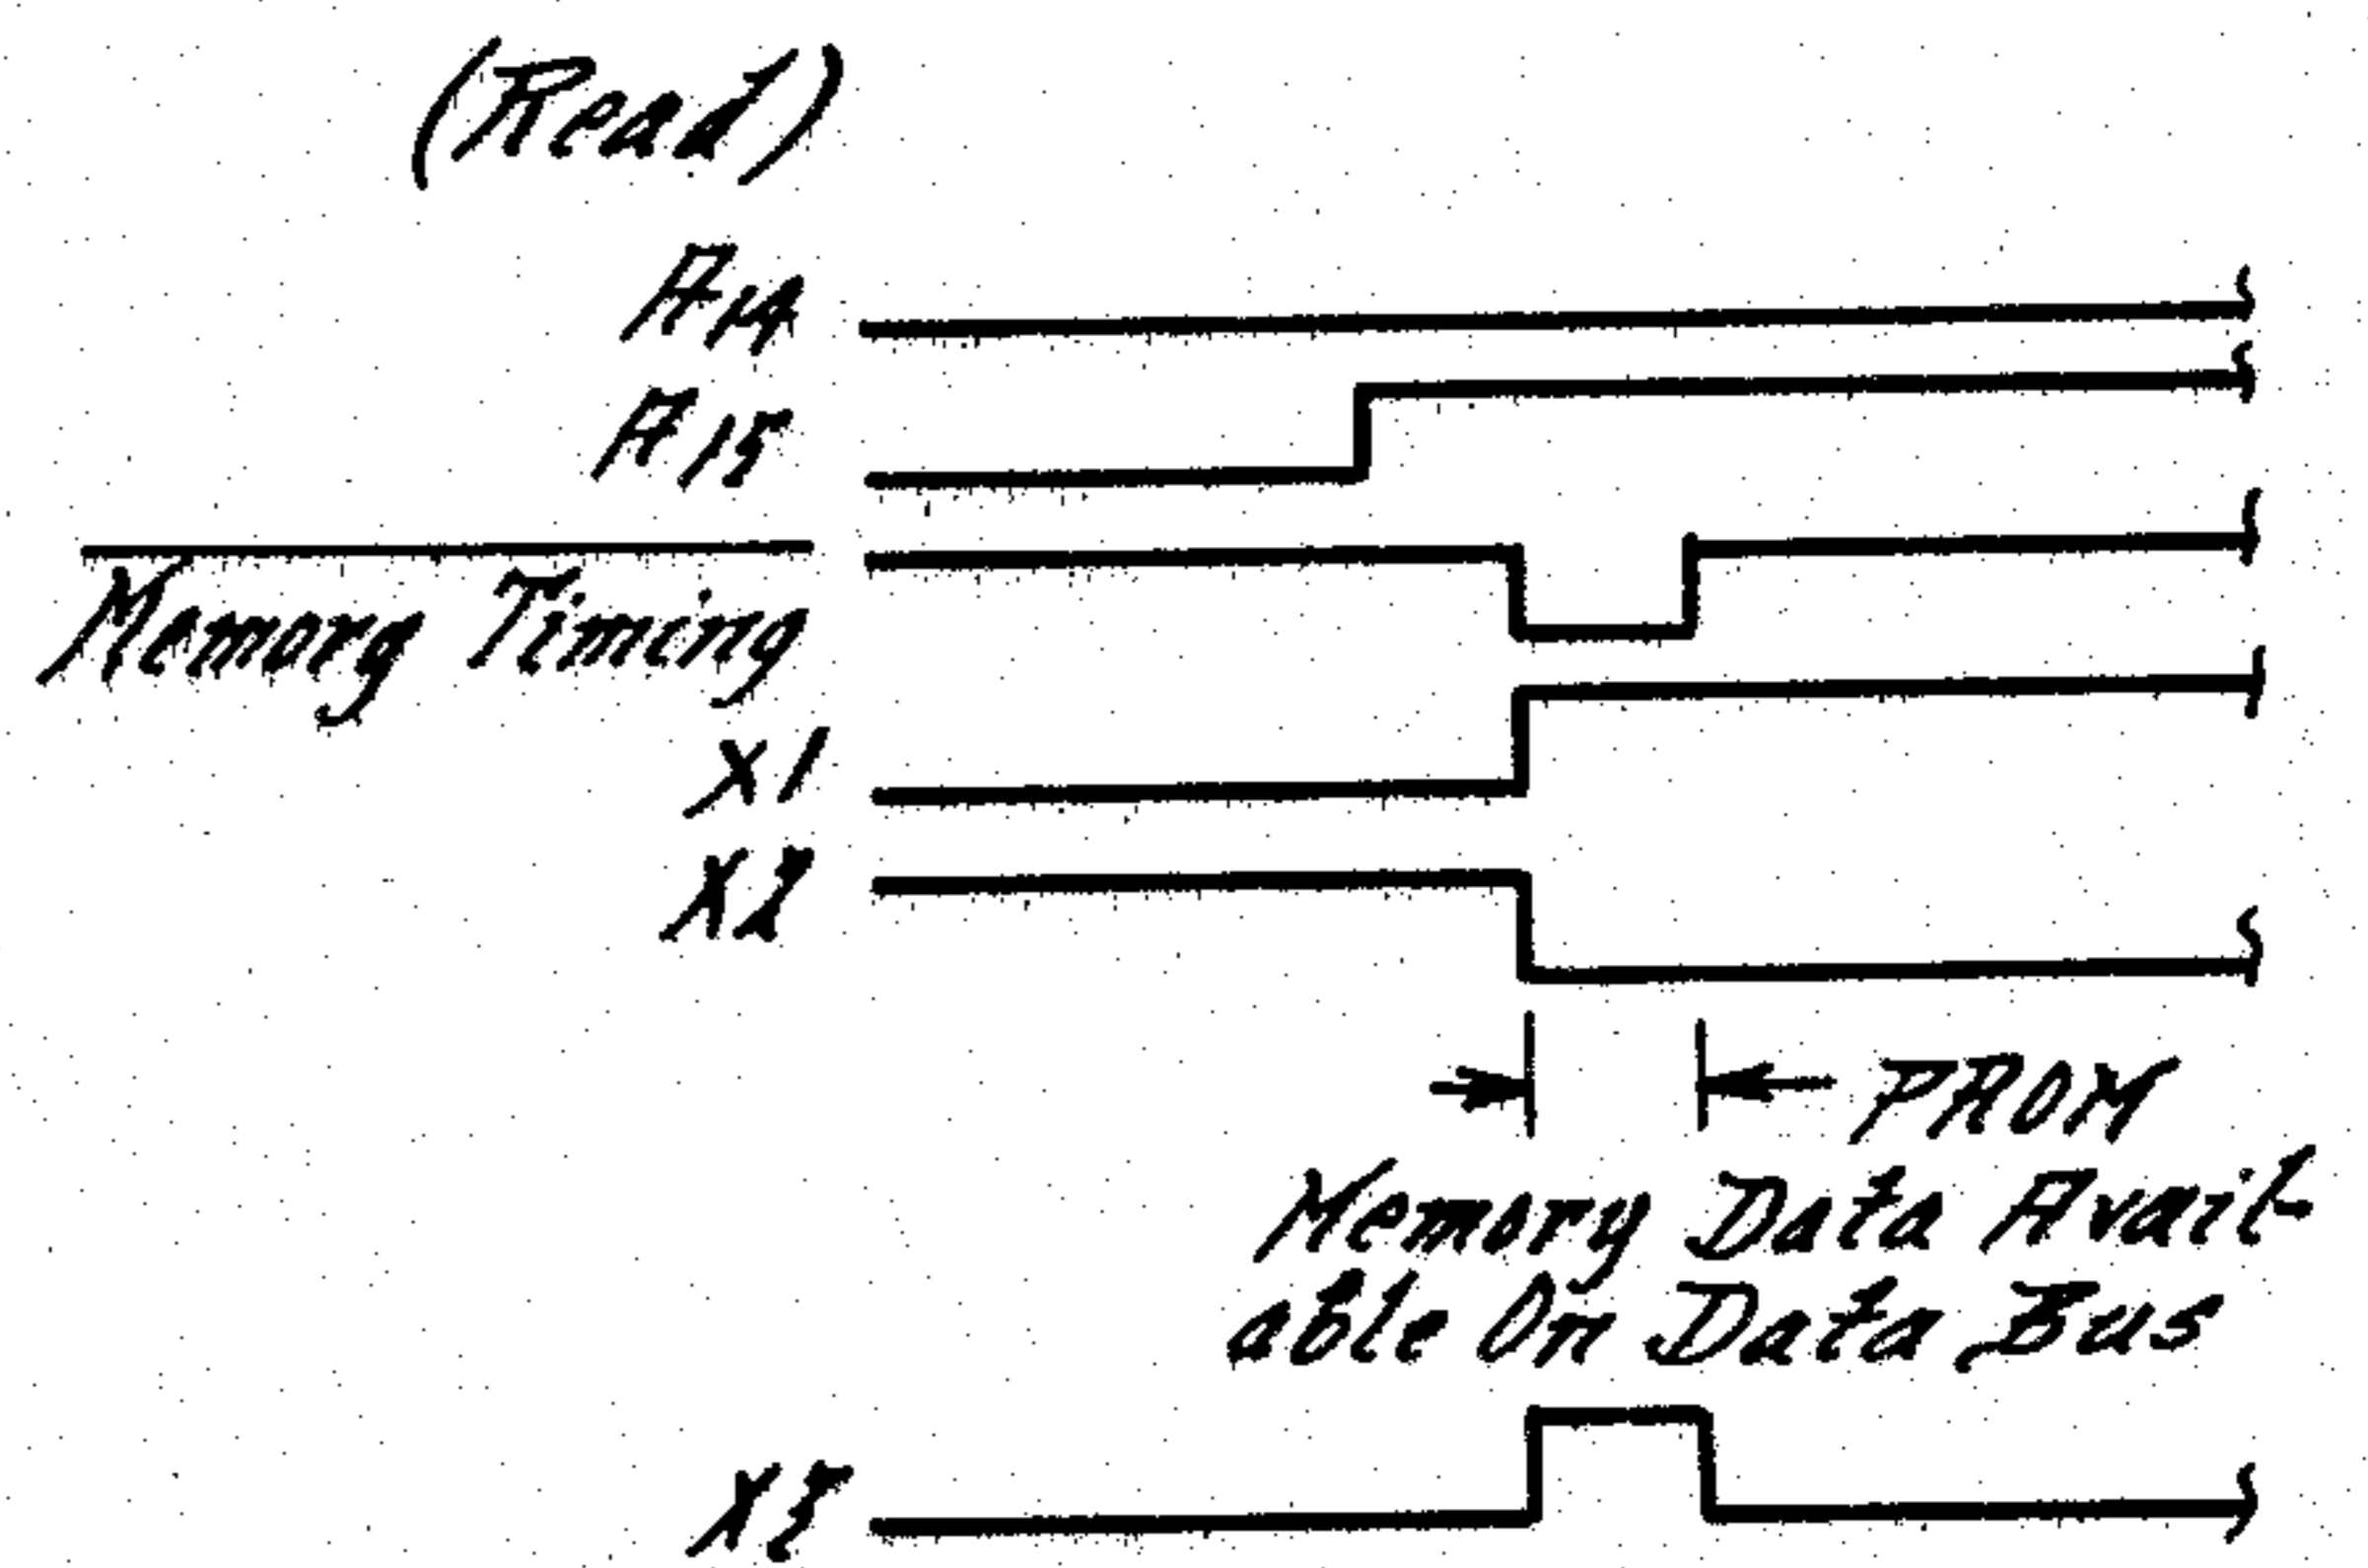 (Read)
A14
A15
Memory Timing
X1
X2
PROM
Memory Data Avail-
able On Data Bus
X3